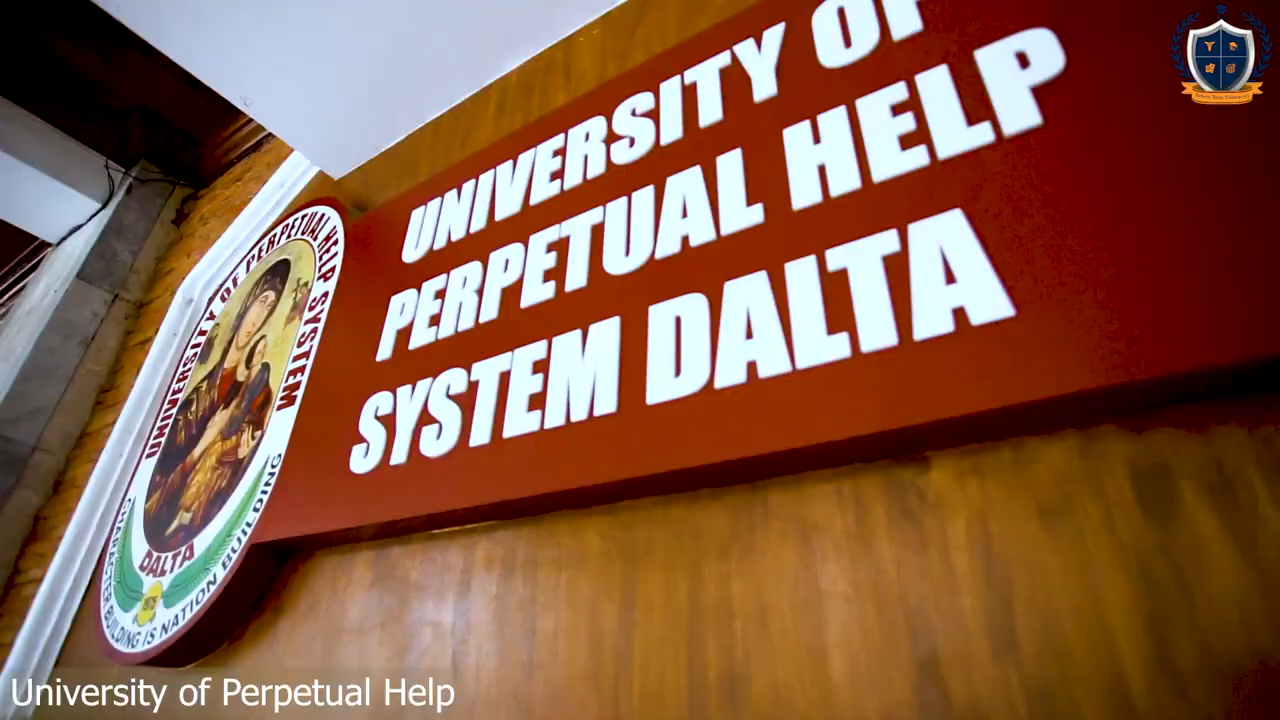 UNIVERSITY OF
PERPETUAL HELP
SYSTEM DALTA
UNIVERSITY OF PERPETUAL HELP SYSTEM
DALTA
1975
CHARACTER BUILDING IS NATION BUILDING
University of Perpetual Help